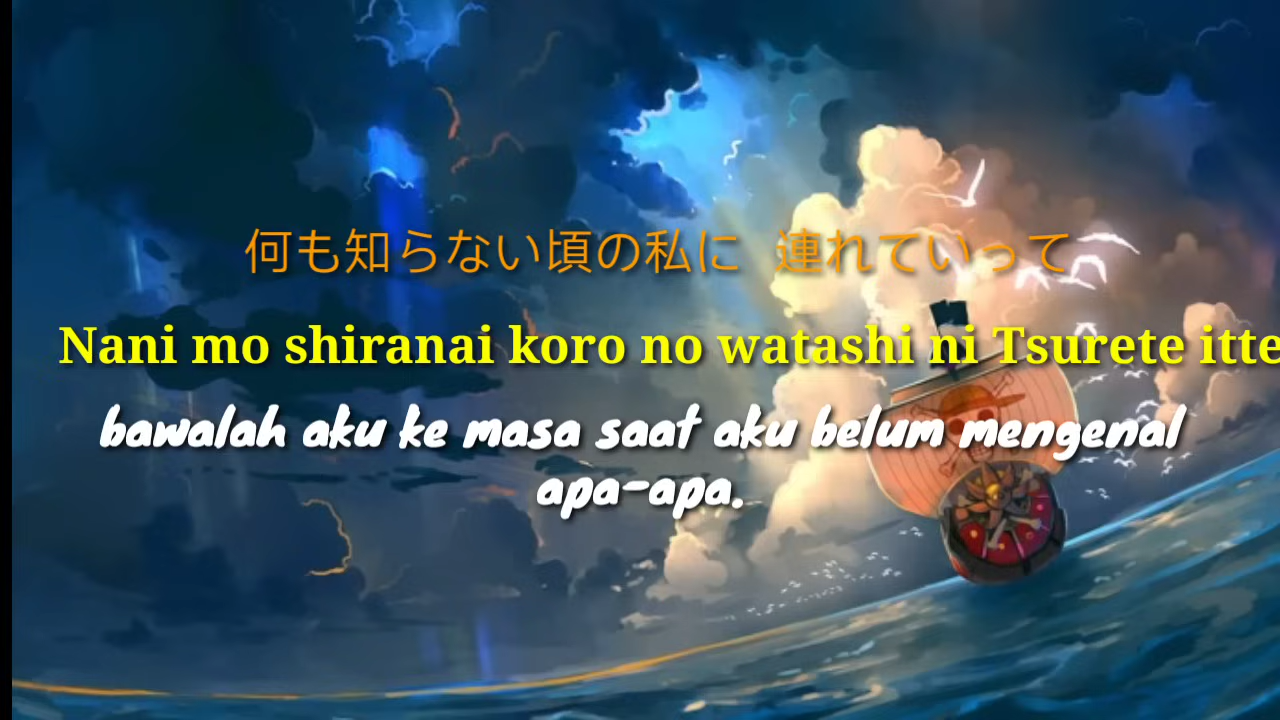 何も知らない頃の私に 連れていって
Nani mo shiranai koro no watashi ni Tsurete itte
bawalah aku ke masa saat aku belum mengenal
apa-apa.